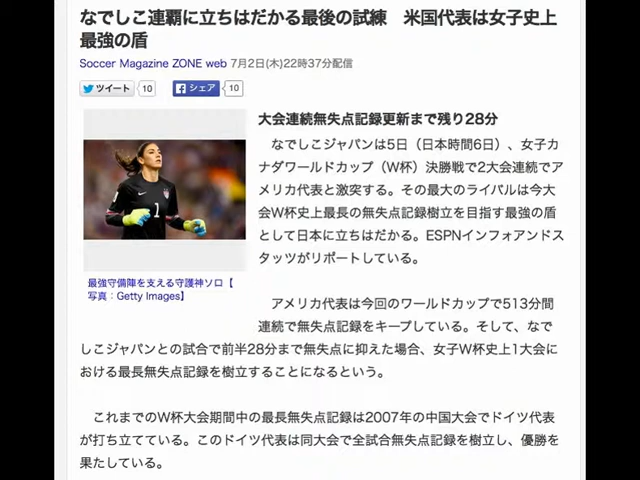 なでしこ連覇に立ちはだかる最後の試練　米国代表は女子史上
最強の盾
Soccer Magazine ZONE web 7月2日(木)22時37分配信
ツイート 10 シェア 10
大会連続無失点記録更新まで残り28分
なでしこジャパンは5日（日本時間6日）、女子カ
ナダワールドカップ（W杯）決勝戦で2大会連続でア
メリカ代表と激突する。その最大のライバルは今大
会W杯史上最長の無失点記録樹立を目指す最強の盾
として日本に立ちはだかる。ESPNインフォアンドス
タッツがリポートしている。
最強守備陣を支える守護神ソロ【
写真：Getty Images】
アメリカ代表は今回のワールドカップで513分間
連続で無失点記録をキープしている。そして、なで
しこジャパンとの試合で前半28分まで無失点に抑えた場合、女子W杯史上1大会に
おける最長無失点記録を樹立することになるという。
これまでのW杯大会期間中の最長無失点記録は2007年の中国大会でドイツ代表
が打ち立てている。このドイツ代表は同大会で全試合無失点記録を樹立し、優勝を
果たしている。